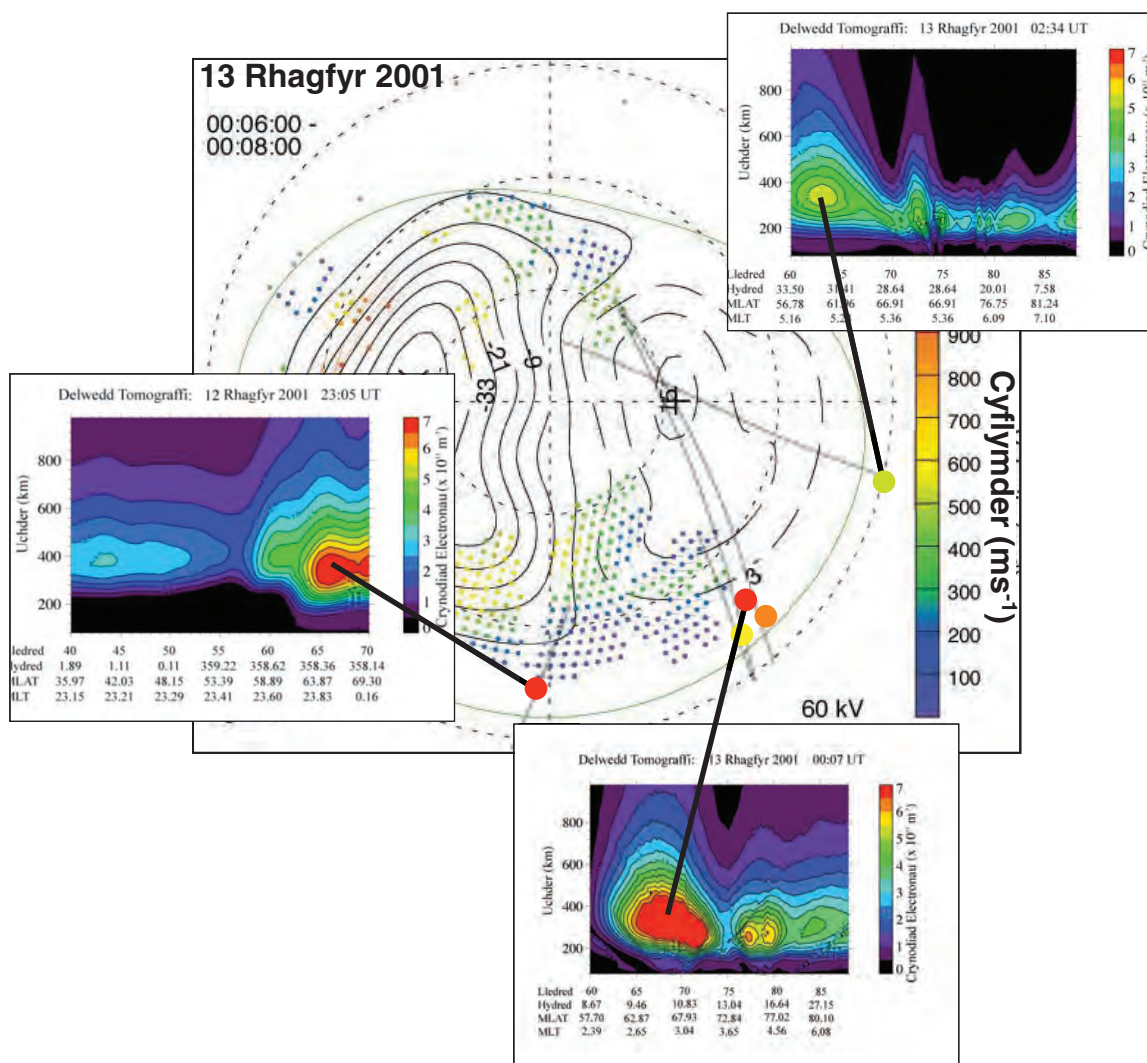 Delwedd Tomograffi: 13 Rhagfyr 2001 02:34 UT
7
6
5
4
3
2
1
0
Crynodiad Electronau (x 10¹¹ m
Uchder (km)
800
600
400
200
Lledred 60 65 70 75 80 85
Hydred 33.50 28.64 28.64 20.01 7.58
MLAT 56.78 66.91 66.91 76.75 81.24
MLT 5.16 5.36 5.36 6.09 7.10
13 Rhagfyr 2001
00:06:00 -
00:08:00
-33
-21
-9
15
3
60 kV
900
800
700
600
500
400
300
200
100
Cyflymder (ms⁻¹)
Delwedd Tomograffi: 12 Rhagfyr 2001 23:05 UT
Uchder (km)
800
600
400
200
7
6
5
4
3
2
1
0
Crynodiad Electronau (x 10¹¹ m³)
lledred 40 45 50 55 60 65 70
ydred 1.89 1.11 0.11 359.22 358.62 358.36 358.14
MLAT 35.97 42.03 48.15 53.39 58.89 63.87 69.30
MLT 23.15 23.21 23.29 23.41 23.60 23.83 0.16
Delwedd Tomograffi: 13 Rhagfyr 2001 00:07 UT
Uchder (km)
800
600
400
200
7
6
5
4
3
2
1
0
Crynodiad Electronau (x 10¹¹ m³)
Lledred 60 65 70 75 80 85
Hydred 8.67 9.46 10.83 13.04 16.64 27.15
MLAT 57.70 62.87 67.93 72.84 77.02 80.10
MLT 2.39 2.65 3.04 3.65 4.56 6.08